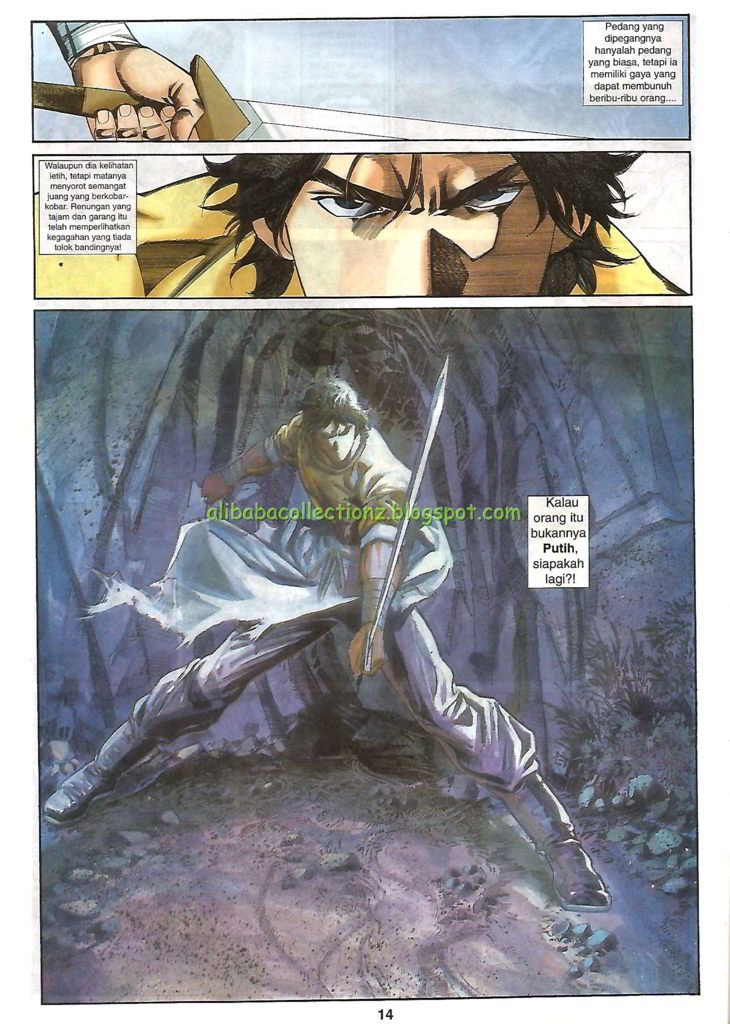 Pedang yang
dipegangnya
hanyalah pedang
yang biasa, tetapi ia
memiliki gaya yang
dapat membunuh
beribu-ribu orang....
Walaupun dia kelihatan
letih, tetapi matanya
menyorot semangat
juang yang berkobar-
kobar. Renungan yang
tajam dan garang itu
telah memperlihatkan
kegagahan yang tiada
tolok bandingnya!
alibabacollectionz.blogspot.com
Kalau
orang itu
bukannya
Putih,
siapakah
lagi?!
14